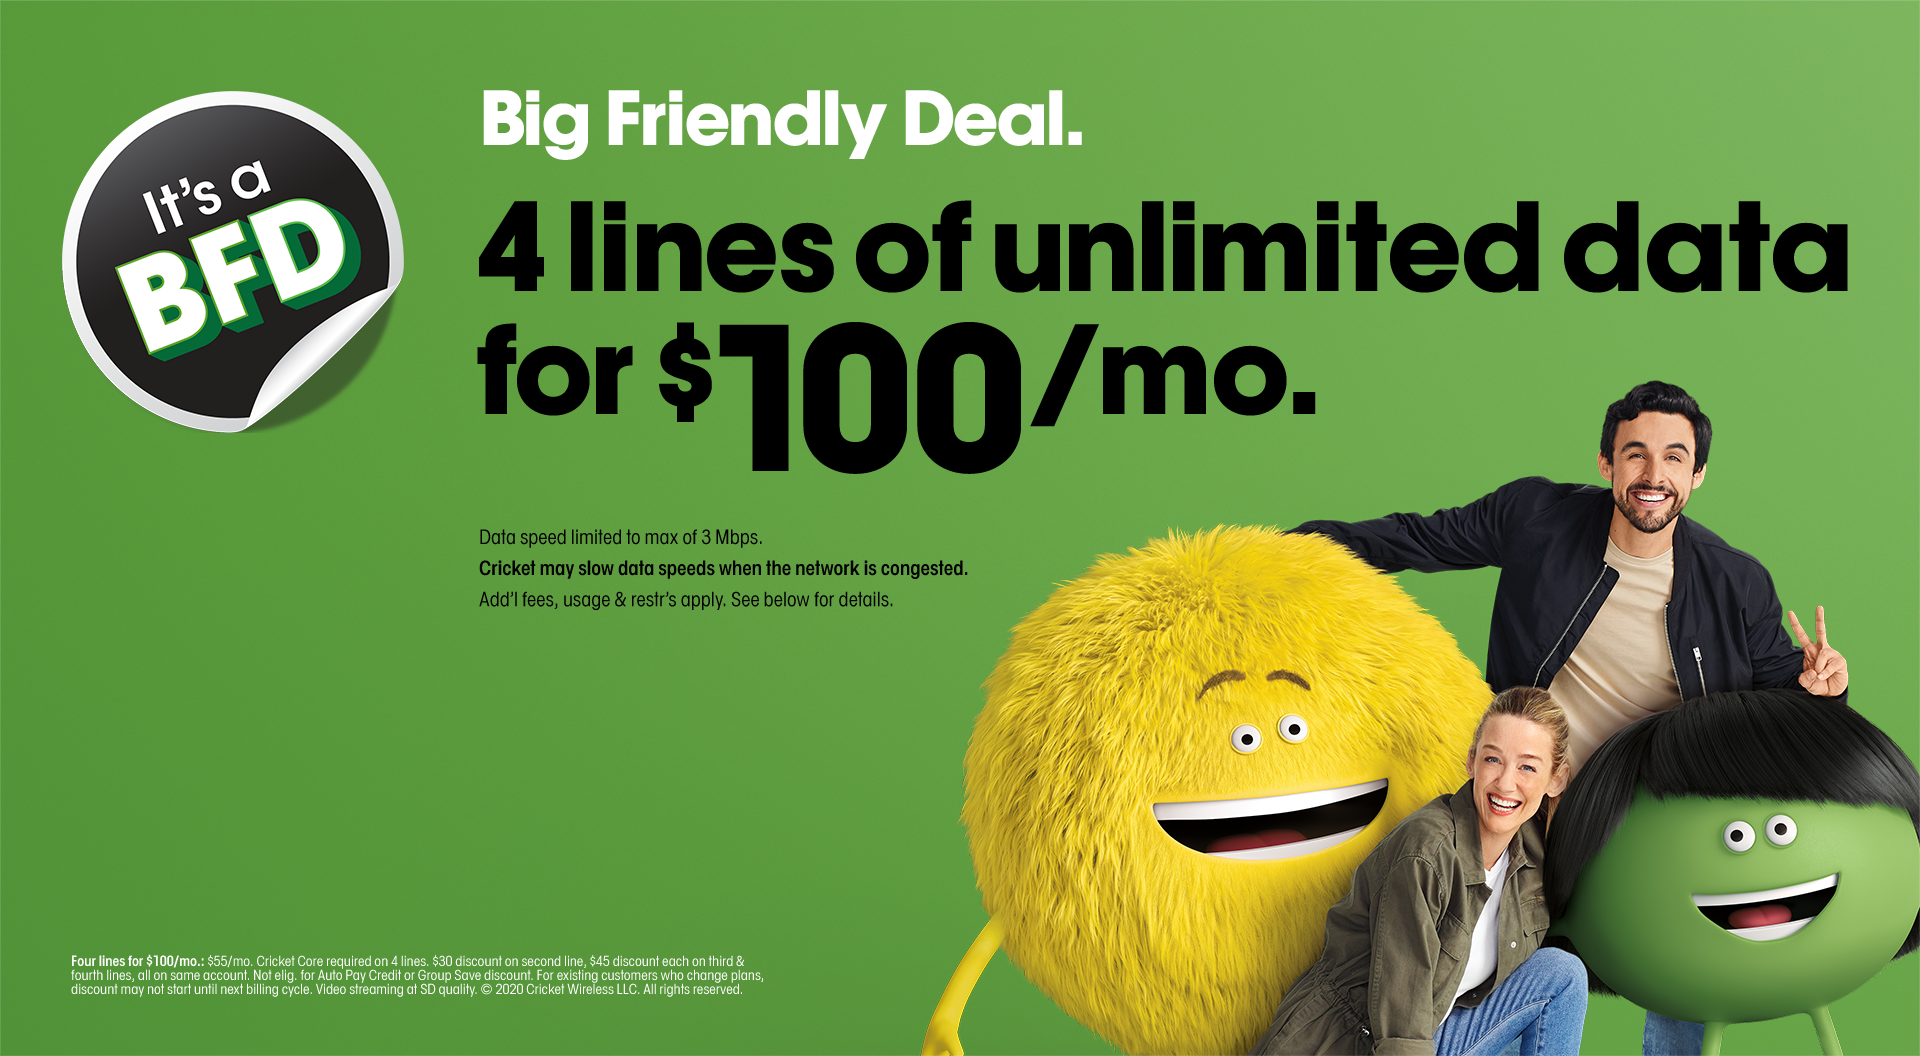 It's a
BFD
Big Friendly Deal.
4 lines of unlimited data
for $100/mo.
Data speed limited to max of 3 Mbps.
Cricket may slow data speeds when the network is congested.
Add'l fees, usage & restr's apply. See below for details.
Four lines for $100/mo.: $55/mo. Cricket Core required on 4 lines. $30 discount on second line, $45 discount each on third &
fourth lines, all on same account. Not elig. for Auto Pay Credit or Group Save discount. For existing customers who change plans,
discount may not start until next billing cycle. Video streaming at SD quality. © 2020 Cricket Wireless LLC. All rights reserved.